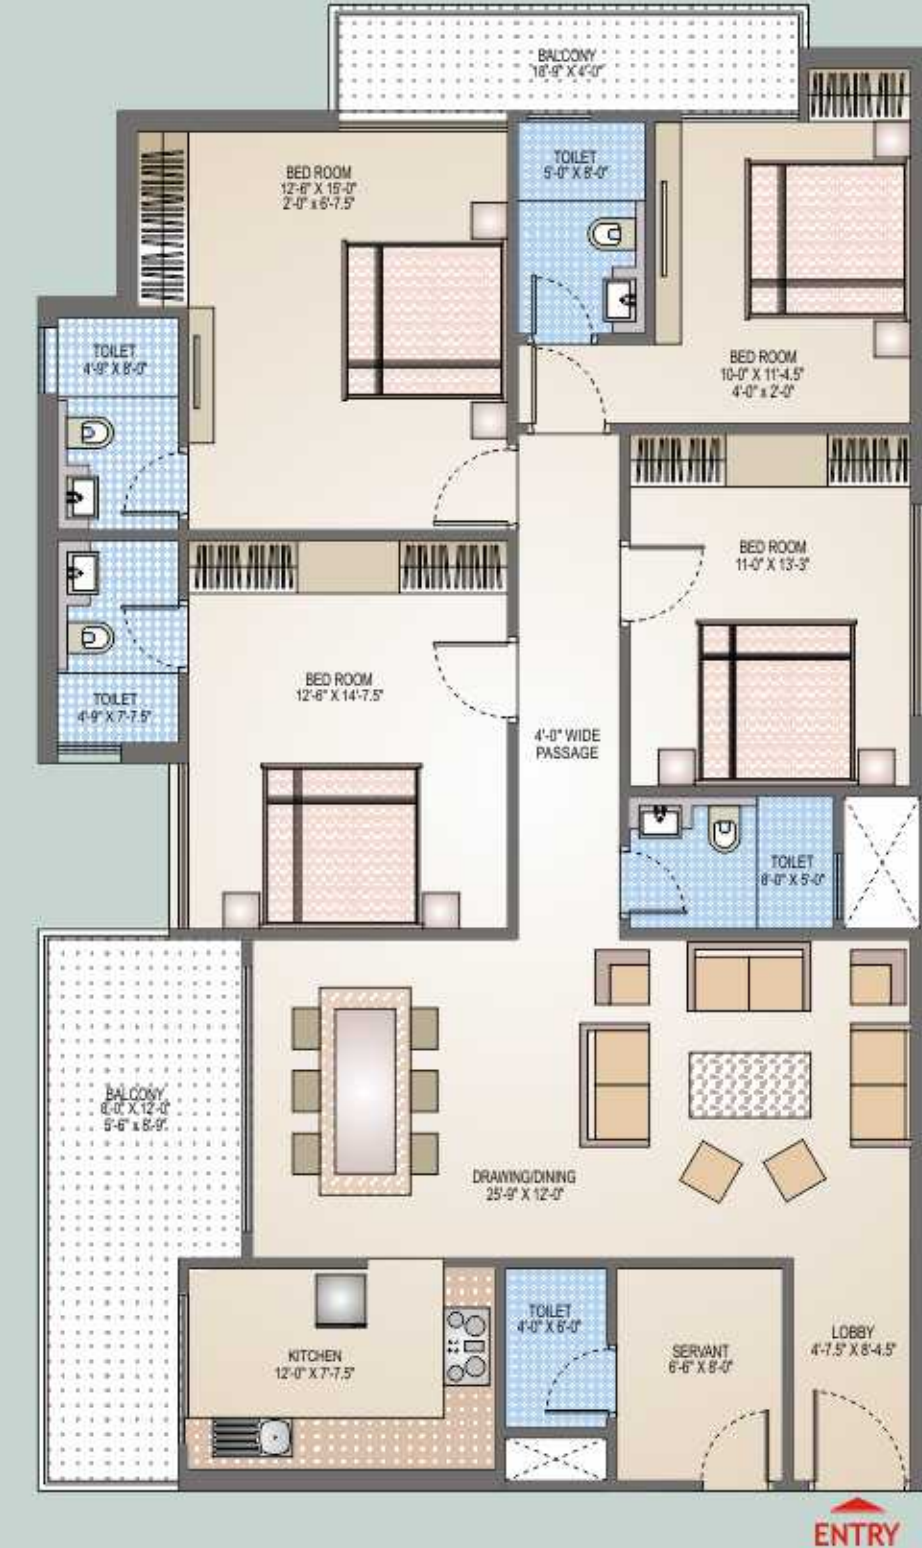 BALCONY
18'-9" X 4'-0"
BED ROOM
12'-6" X 15'-0"
2'-0" x 6'-7.5"
TOILET
5'-0" X 8'-0"
TOILET
4'-9" X 8'-0"
BED ROOM
10-0" X 11'-4.5"
4'-0" x 2'-0"
BED ROOM
11-0" X 13'-3"
BED ROOM
12'-6" X 14'-7.5"
TOILET
4'-9" X 7'-7.5"
4'-0" WIDE
PASSAGE
TOILET
8'-0" X 5'-0"
BALCONY
8'-0" X 12'-0"
5'-6" x 8'-9"
DRAWING/DINING
25'-9" X 12'-0"
KITCHEN
12'-0" X 7'-7.5"
TOILET
4'-0" X 6'-0"
SERVANT
6'-6" X 8'-0"
LOBBY
4'-7.5" X 8'-4.5"
ENTRY